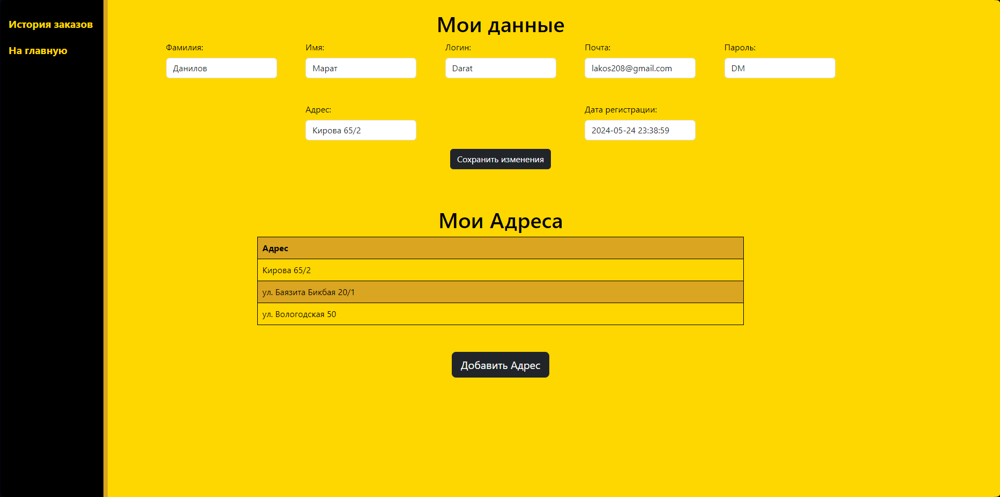 История заказов
На главную
Мои данные
Фамилия: Имя: Логин: Почта: Пароль:
Данилов Марат Darat lakos208@gmail.com DM
Адрес: Дата регистрации:
Кирова 65/2 2024-05-24 23:38:59
Сохранить изменения
Мои Адреса
Адрес
Кирова 65/2
ул. Баязита Бикбая 20/1
ул. Вологодская 50
Добавить Адрес